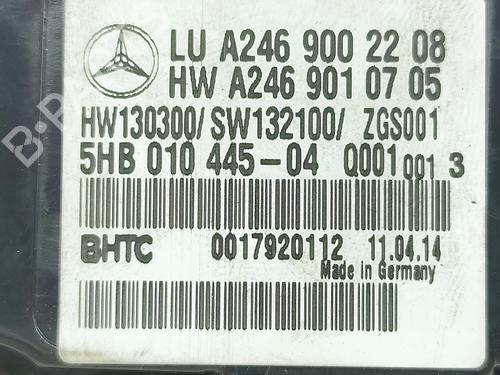 LU A246 900 22 08
HW A246 901 07 05
HW130300/ SW132100/ ZGS001
5HB 010 445-04 Q001 001 3
BHTC 0017920112 11.04.14
Made in Germany